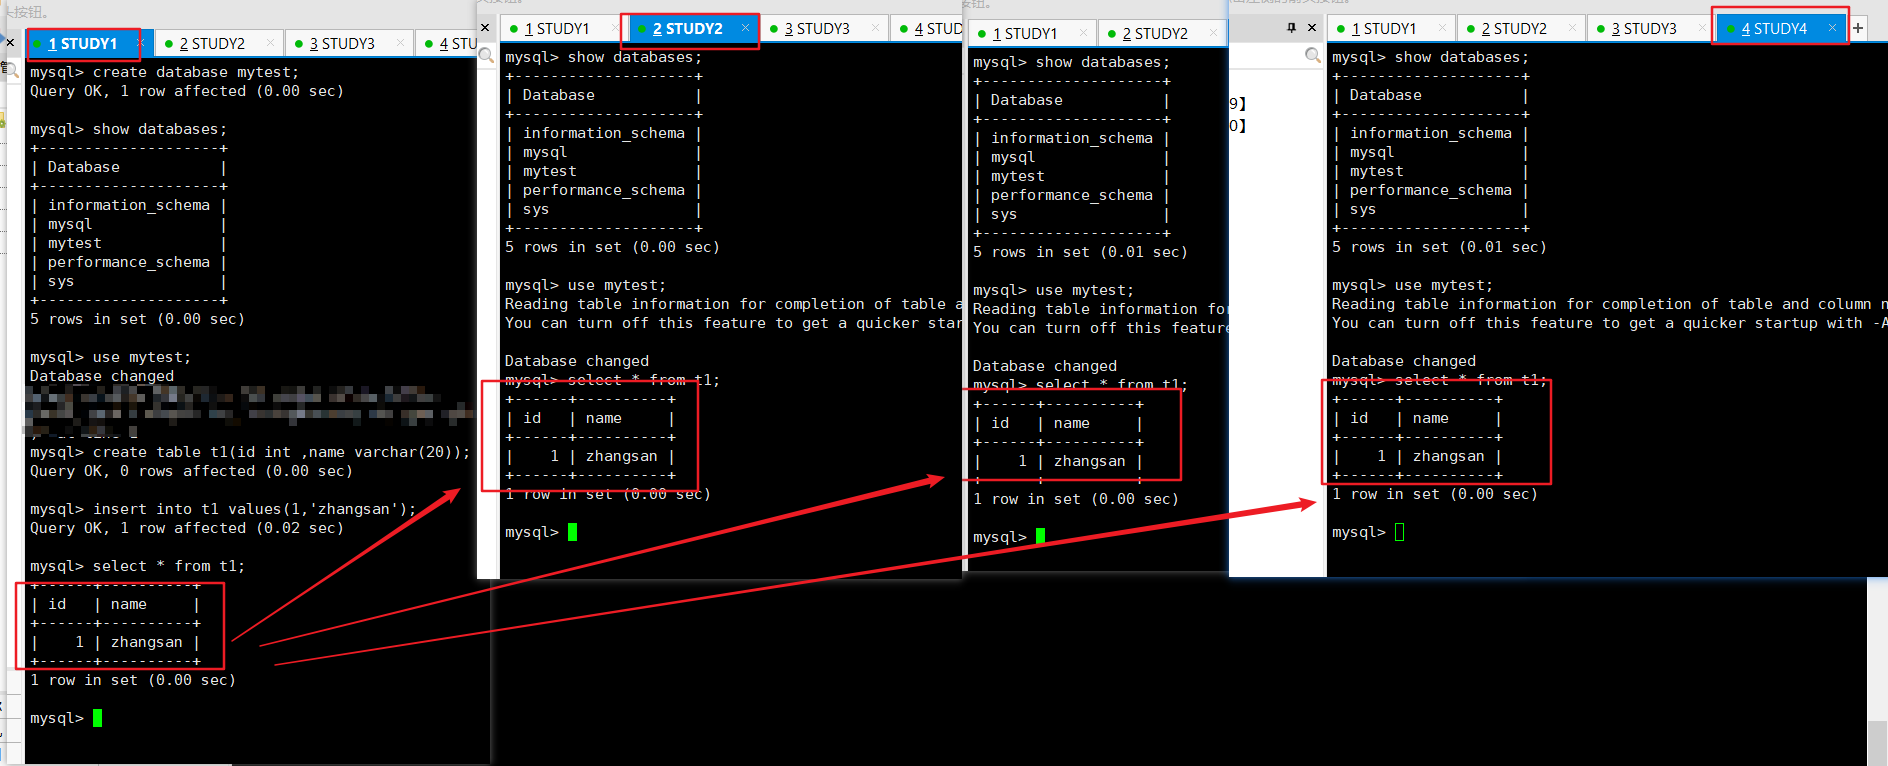 头按钮。
1 STUDY1
2 STUDY2
3 STUDY3
4 STU
mysql> create database mytest;
Query OK, 1 row affected (0.00 sec)
mysql> show databases;
+--------------------+
| Database           |
+--------------------+
| information_schema |
| mysql              |
| mytest             |
| performance_schema |
| sys                |
+--------------------+
5 rows in set (0.00 sec)
mysql> use mytest;
Database changed
mysql> create table t1(id int ,name varchar(20));
Query OK, 0 rows affected (0.00 sec)
mysql> insert into t1 values(1,'zhangsan');
Query OK, 1 row affected (0.02 sec)
mysql> select * from t1;
+------+----------+
| id   | name     |
+------+----------+
|    1 | zhangsan |
+------+----------+
1 row in set (0.00 sec)
mysql>
按钮。
1 STUDY1
2 STUDY2
3 STUDY3
4 STUD
mysql> show databases;
+--------------------+
| Database           |
+--------------------+
| information_schema |
| mysql              |
| mytest             |
| performance_schema |
| sys                |
+--------------------+
5 rows in set (0.00 sec)
mysql> use mytest;
Reading table information for completion of table a
You can turn off this feature to get a quicker star
Database changed
mysql> select * from t1;
+------+----------+
| id   | name     |
+------+----------+
|    1 | zhangsan |
+------+----------+
1 row in set (0.00 sec)
mysql>
按钮。
1 STUDY1
2 STUDY2
mysql> show databases;
+--------------------+
| Database           |
+--------------------+
| information_schema |
| mysql              |
| mytest             |
| performance_schema |
| sys                |
+--------------------+
5 rows in set (0.01 sec)
mysql> use mytest;
Reading table information for
You can turn off this feature
Database changed
mysql> select * from t1;
+------+----------+
| id   | name     |
+------+----------+
|    1 | zhangsan |
+------+----------+
1 row in set (0.00 sec)
mysql>
9】
0】
1 STUDY1
2 STUDY2
3 STUDY3
4 STUDY4
mysql> show databases;
+--------------------+
| Database           |
+--------------------+
| information_schema |
| mysql              |
| mytest             |
| performance_schema |
| sys                |
+--------------------+
5 rows in set (0.01 sec)
mysql> use mytest;
Reading table information for completion of table and column n
You can turn off this feature to get a quicker startup with -A
Database changed
mysql> select * from t1;
+------+----------+
| id   | name     |
+------+----------+
|    1 | zhangsan |
+------+----------+
1 row in set (0.00 sec)
mysql>